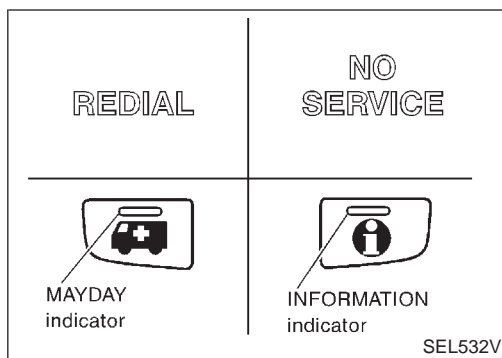 REDIAL
NO
SERVICE
MAYDAY
indicator
INFORMATION
indicator
SEL532V